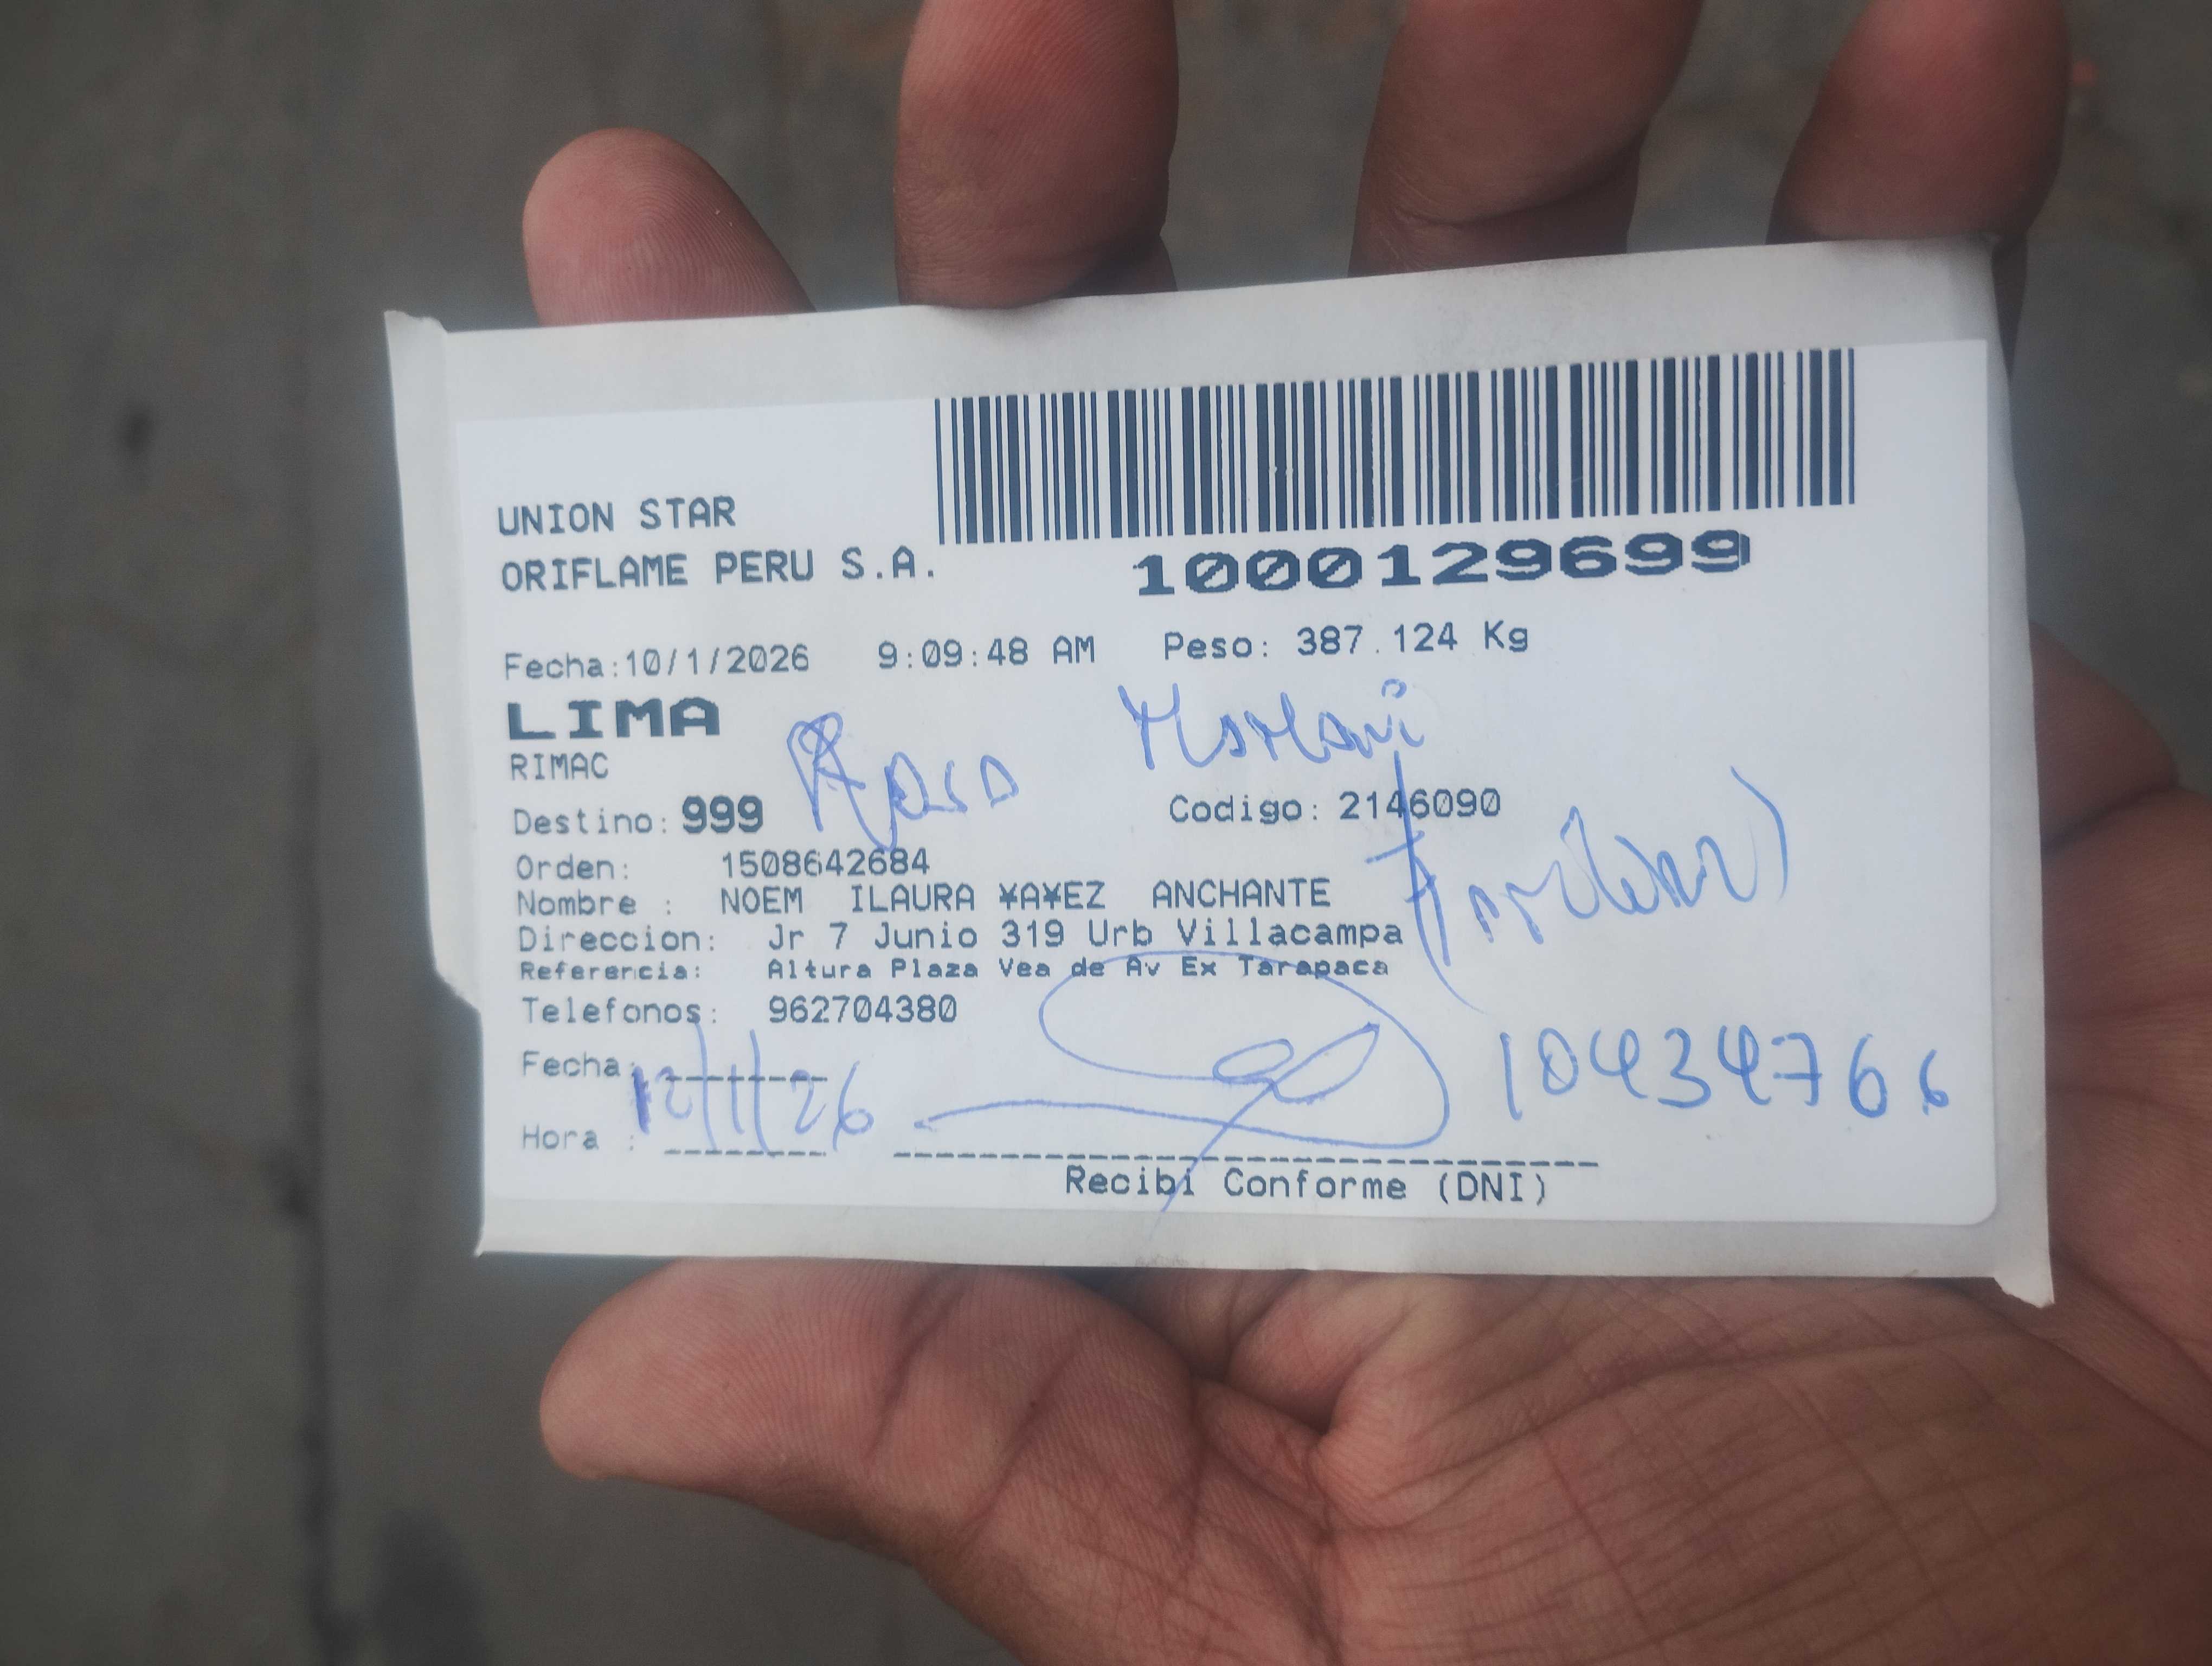 UNION STAR
ORIFLAME PERU S.A.
1000129699
Fecha:10/1/2026 9:09:48 AM Peso: 387.124 Kg
LIMA
RIMAC
Rosa
Destino: 999 Codigo: 2146090
Orden: 1508642684
Nombre : NOEM ILAURA ¥A¥EZ ANCHANTE
Direccion: Jr 7 Junio 319 Urb Villacampa
Referencia: Altura Plaza Vea de Av Ex Tarapaca
Telefonos: 962704380
Fecha: 12/1/26 10434766
Hora :
Recibi Conforme (DNI)